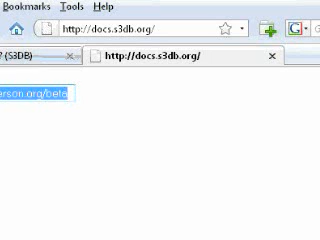 Bookmarks Tools Help
http://docs.s3db.org/
? (S3DB) http://docs.s3db.org/
erson.org/beta